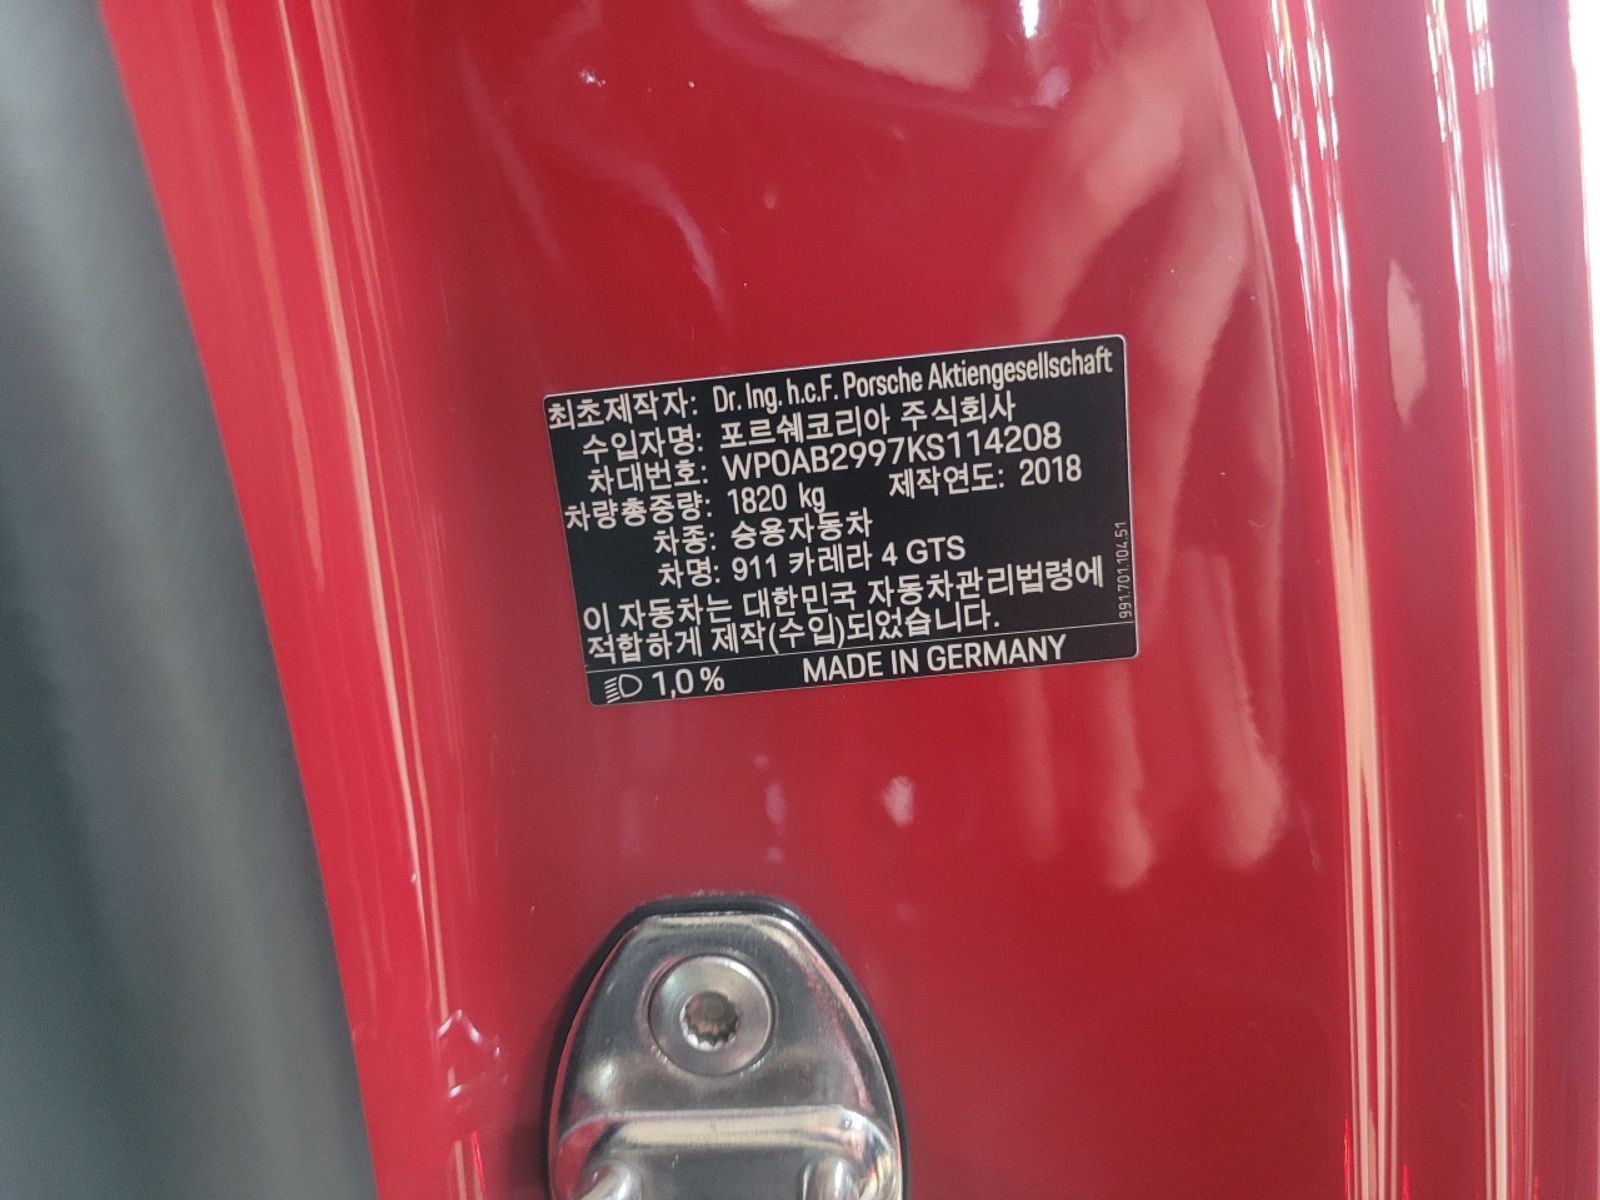 최초제작자: Dr. Ing. h.c.F. Porsche Aktiengesellschaft
수입자명: 포르쉐코리아 주식회사
차대번호: WP0AB2997KS114208
차량총중량: 1820 kg 제작연도: 2018
차종: 승용자동차
차명: 911 카레라 4 GTS
이 자동차는 대한민국 자동차관리법령에
적합하게 제작(수입)되었습니다.
991.701.104.51
1,0 % MADE IN GERMANY